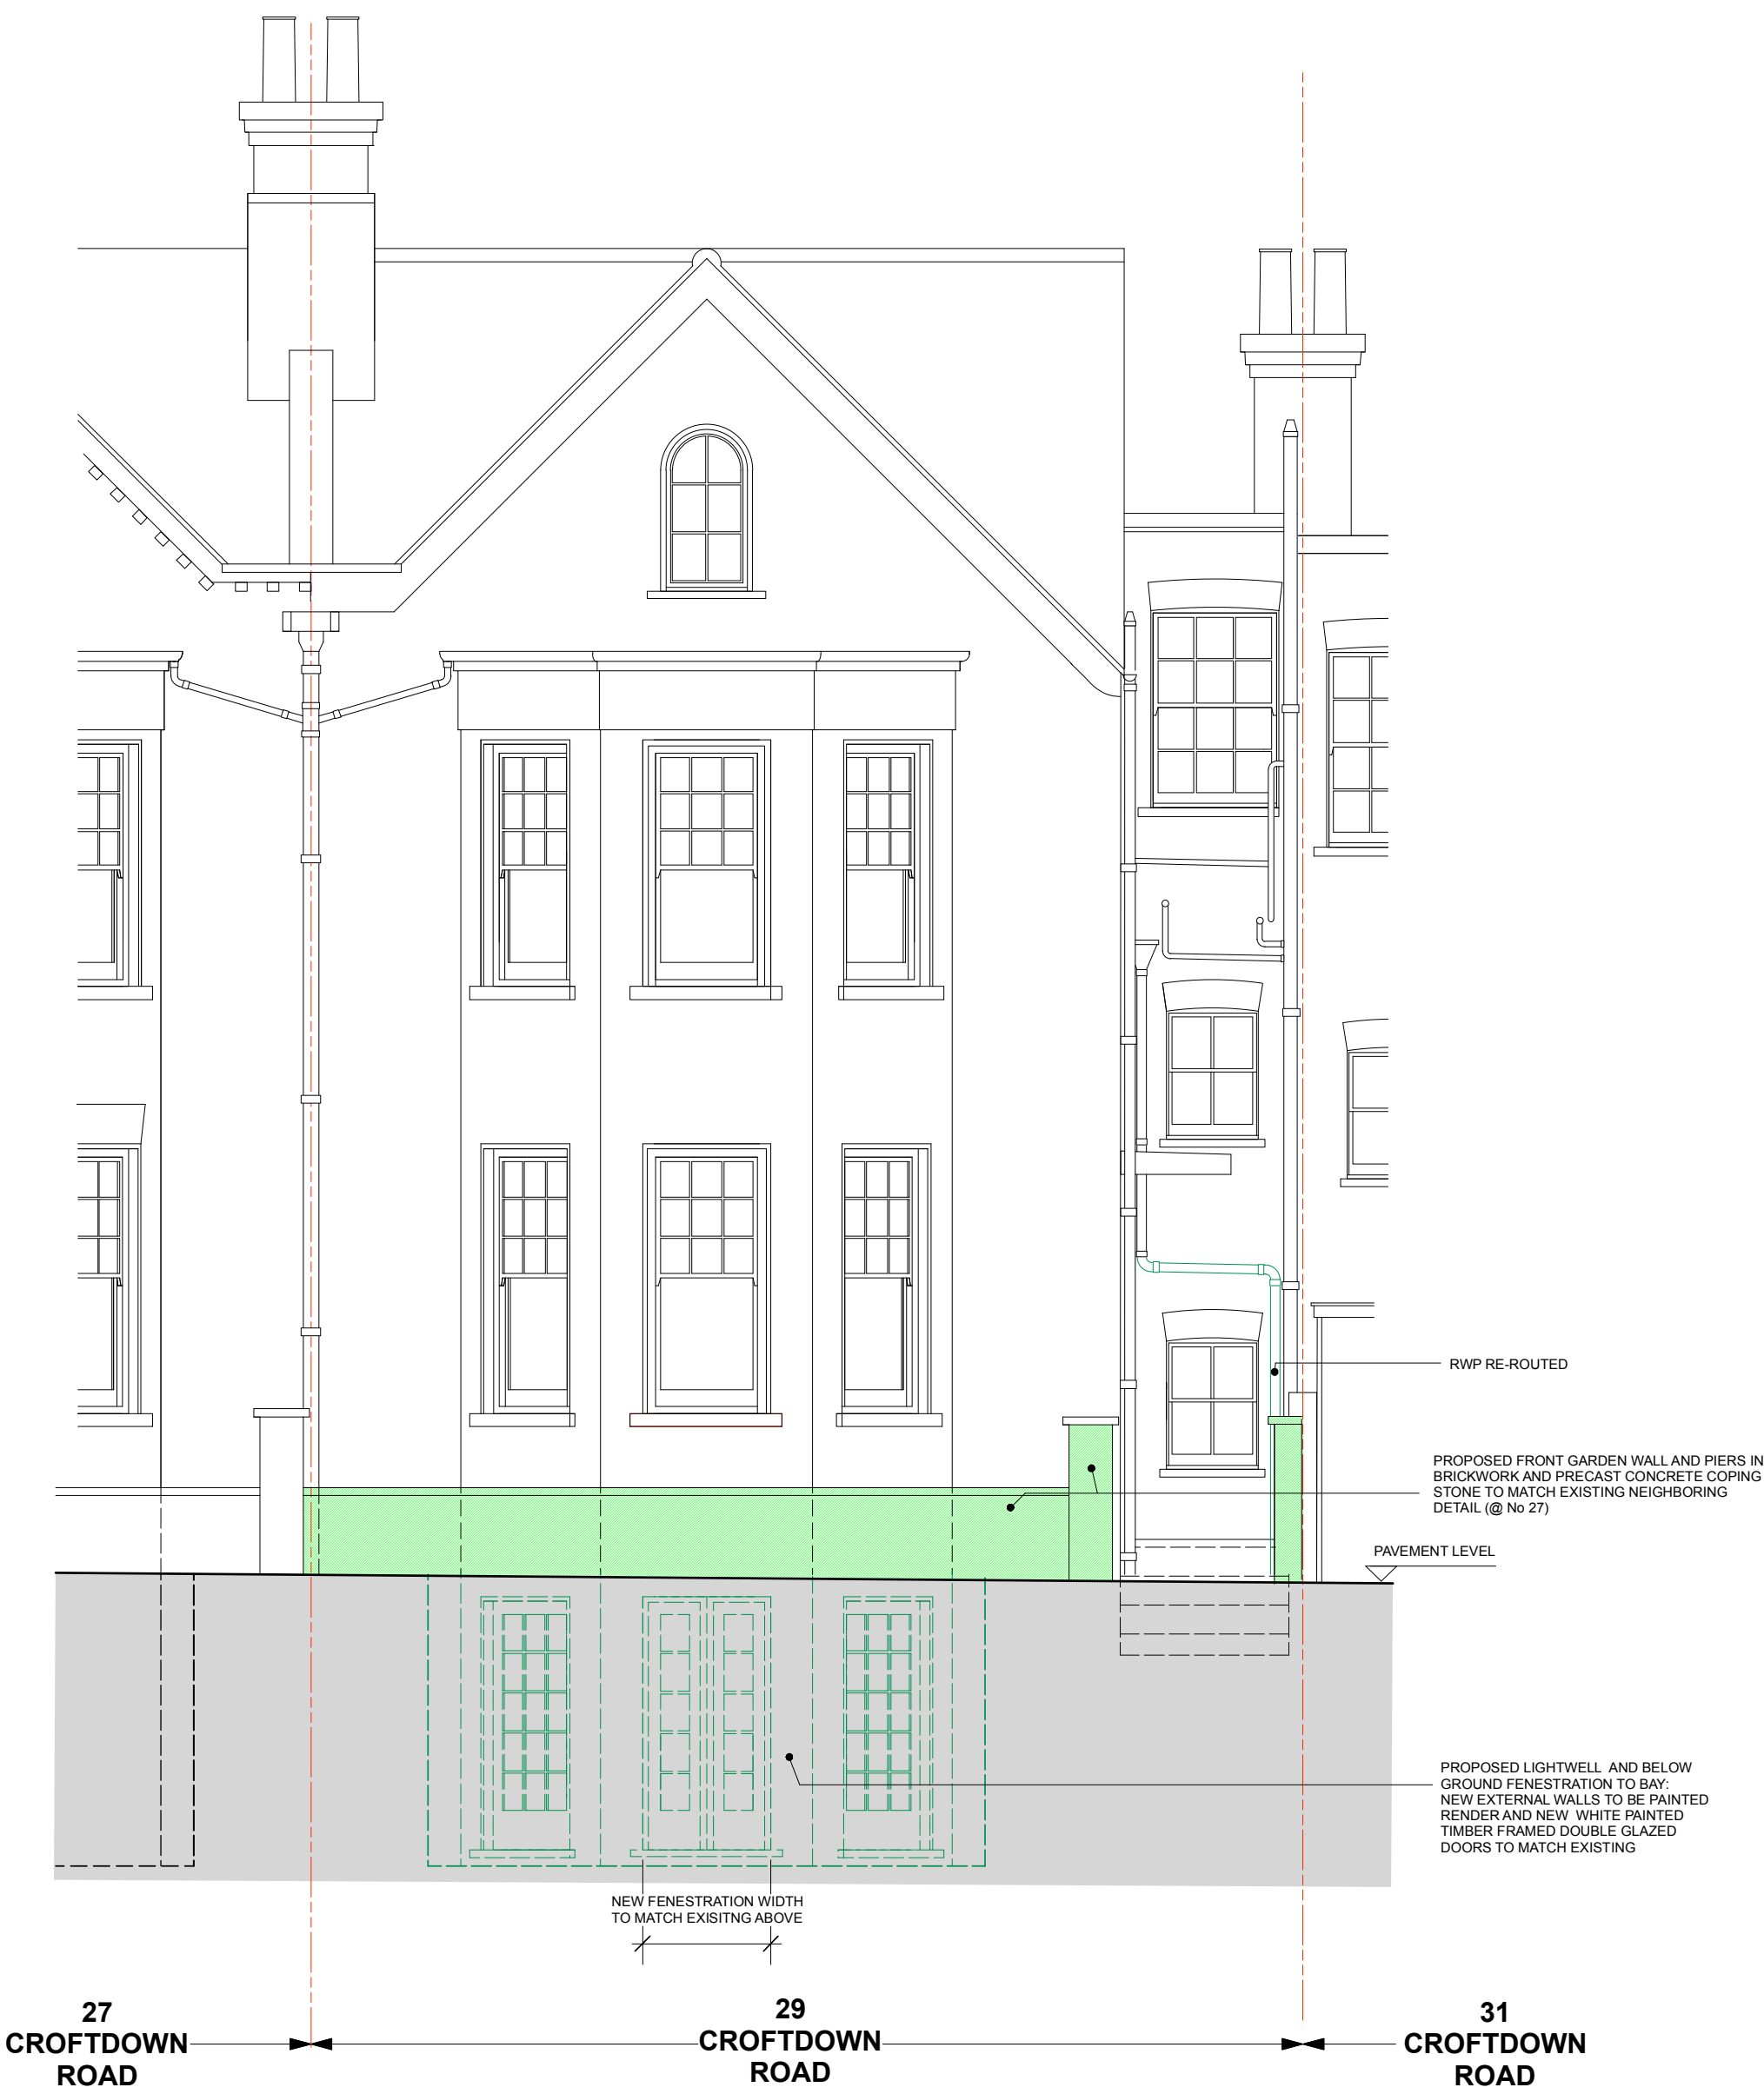 RWP RE-ROUTED
PROPOSED FRONT GARDEN WALL AND PIERS IN
BRICKWORK AND PRECAST CONCRETE COPING
STONE TO MATCH EXISTING NEIGHBORING
DETAIL (@ No 27)
PAVEMENT LEVEL
PROPOSED LIGHTWELL AND BELOW
GROUND FENESTRATION TO BAY:
NEW EXTERNAL WALLS TO BE PAINTED
RENDER AND NEW WHITE PAINTED
TIMBER FRAMED DOUBLE GLAZED
DOORS TO MATCH EXISTING
NEW FENESTRATION WIDTH
TO MATCH EXISITNG ABOVE
27
CROFTDOWN
ROAD
29
CROFTDOWN
ROAD
31
CROFTDOWN
ROAD